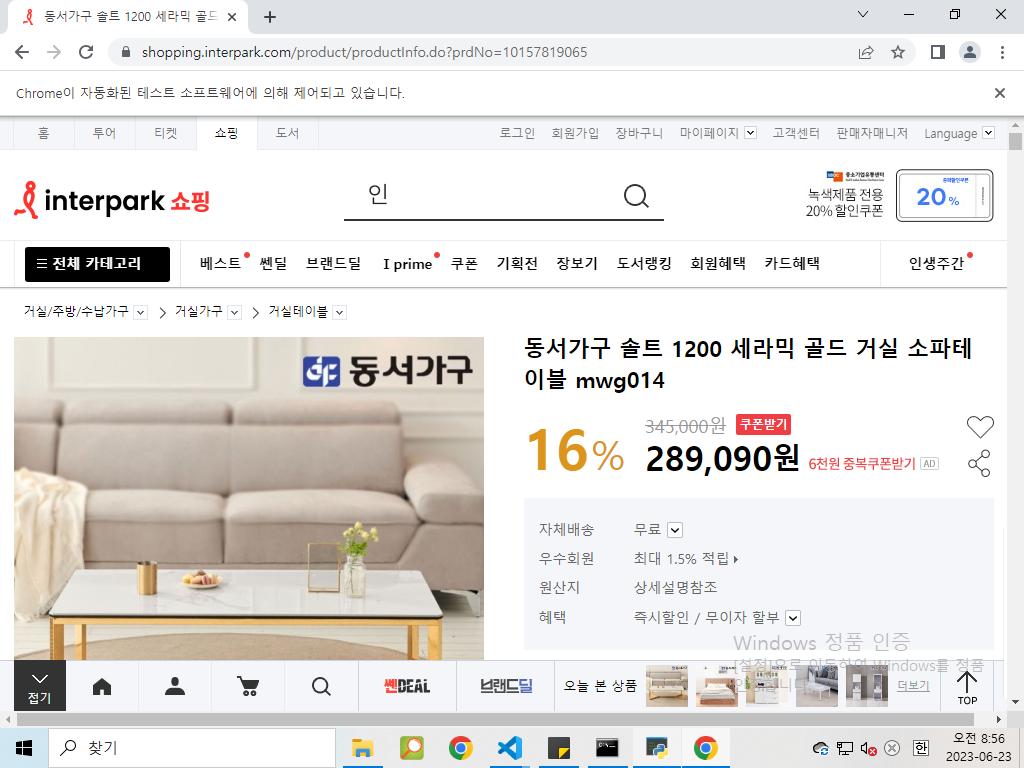 동서가구 솔트 1200 세라믹 골드
shopping.interpark.com/product/productInfo.do?prdNo=10157819065
Chrome이 자동화된 테스트 소프트웨어에 의해 제어되고 있습니다.
홈 투어 티켓 쇼핑 도서 로그인 회원가입 장바구니 마이페이지 고객센터 판매자매니저 Language
interpark 쇼핑
인
중소기업유통센터
녹색제품 전용
20% 할인쿠폰
중복할인쿠폰
20%
전체 카테고리 베스트 쎈딜 브랜드딜 I prime 쿠폰 기획전 장보기 도서랭킹 회원혜택 카드혜택 인생주간
거실/주방/수납가구 거실가구 거실테이블
동서가구
동서가구 솔트 1200 세라믹 골드 거실 소파테
이블 mwg014
16%
345,000원 쿠폰받기
289,090원 6천원 중복쿠폰받기 AD
자체배송 무료
우수회원 최대 1.5% 적립
원산지 상세설명참조
혜택 즉시할인 / 무이자 할부
Windows 정품 인증
[설정]으로 이동하여 Windows를 정품
접기
쎈DEAL
브랜드딜
오늘 본 상품
더보기
TOP
찾기
한
오전 8:56
2023-06-23